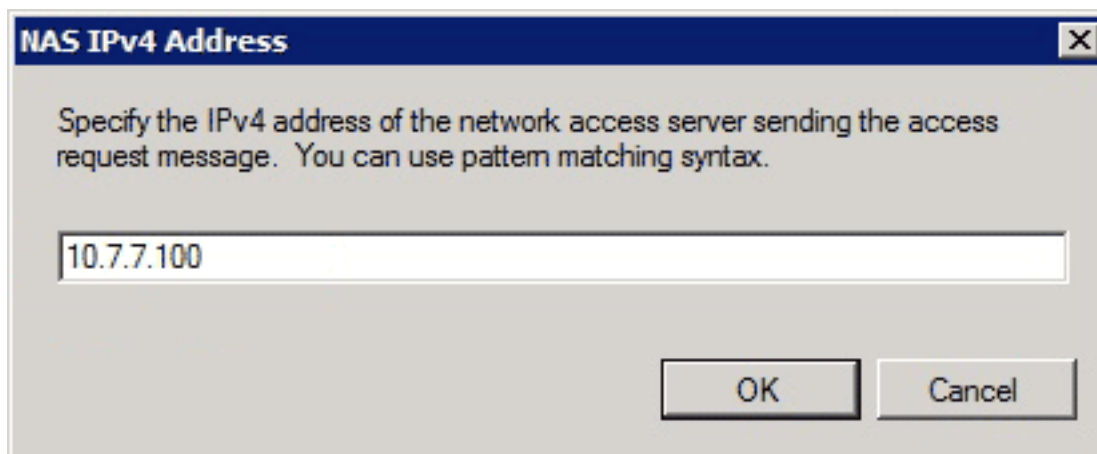 NAS IPv4 Address
Specify the IPv4 address of the network access server sending the access
request message.  You can use pattern matching syntax.
10.7.7.100
OK
Cancel